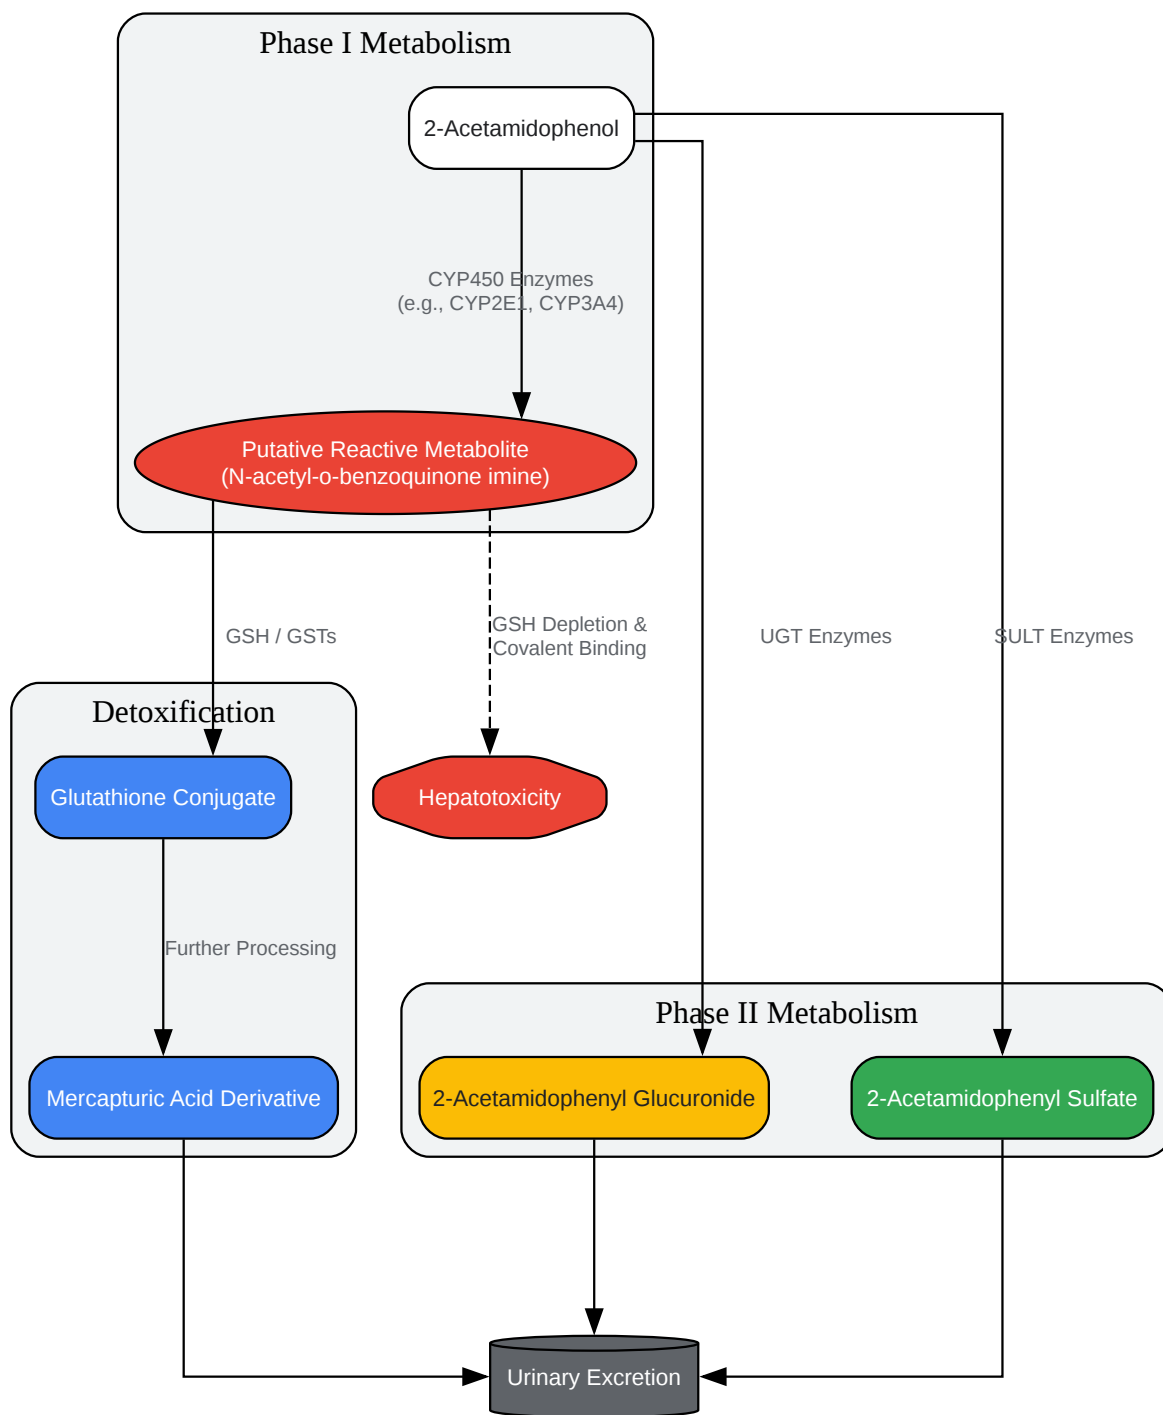 Phase I Metabolism
2-Acetamidophenol
CYP450 Enzymes
(e.g., CYP2E1, CYP3A4)
Putative Reactive Metabolite
(N-acetyl-o-benzoquinone imine)
GSH / GSTs
GSH Depletion &
Covalent Binding
UGT Enzymes
SULT Enzymes
Detoxification
Glutathione Conjugate
Hepatotoxicity
Further Processing
Phase II Metabolism
Mercapturic Acid Derivative
2-Acetamidophenyl Glucuronide
2-Acetamidophenyl Sulfate
Urinary Excretion